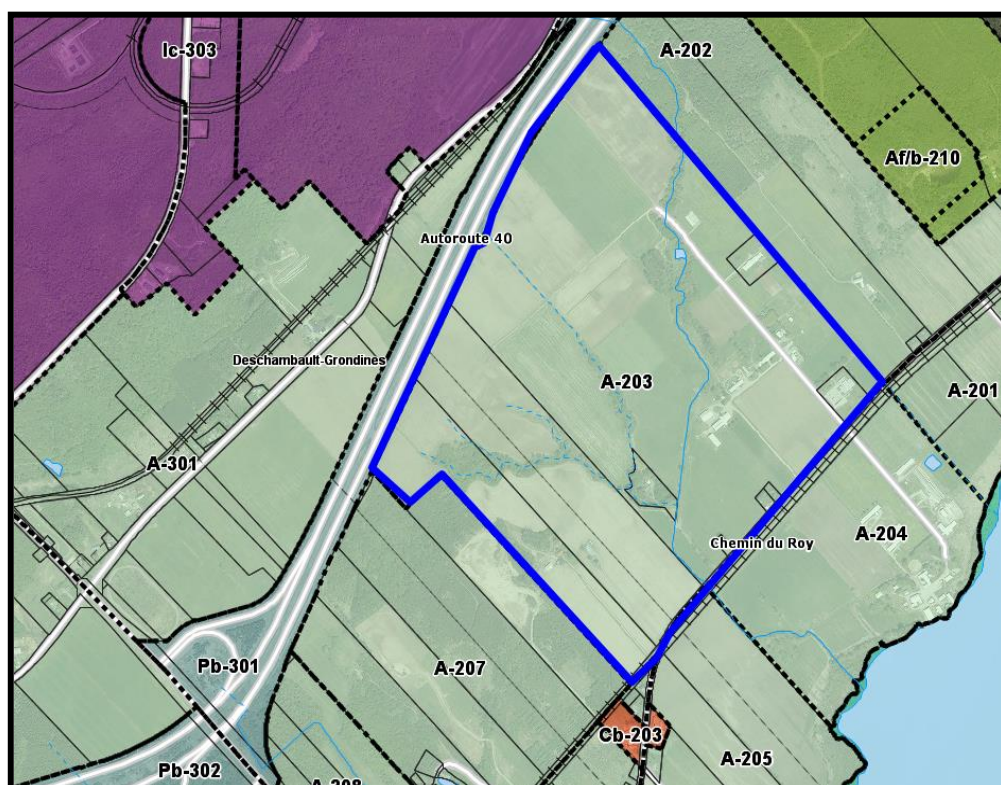 Ic-303
A-202
Af/b-210
Autoroute 40
Deschambault-Grondines
A-203
A-201
A-301
A-204
Chemin du Roy
Pb-301
A-207
Cb-203
Pb-302
A-205
A-208